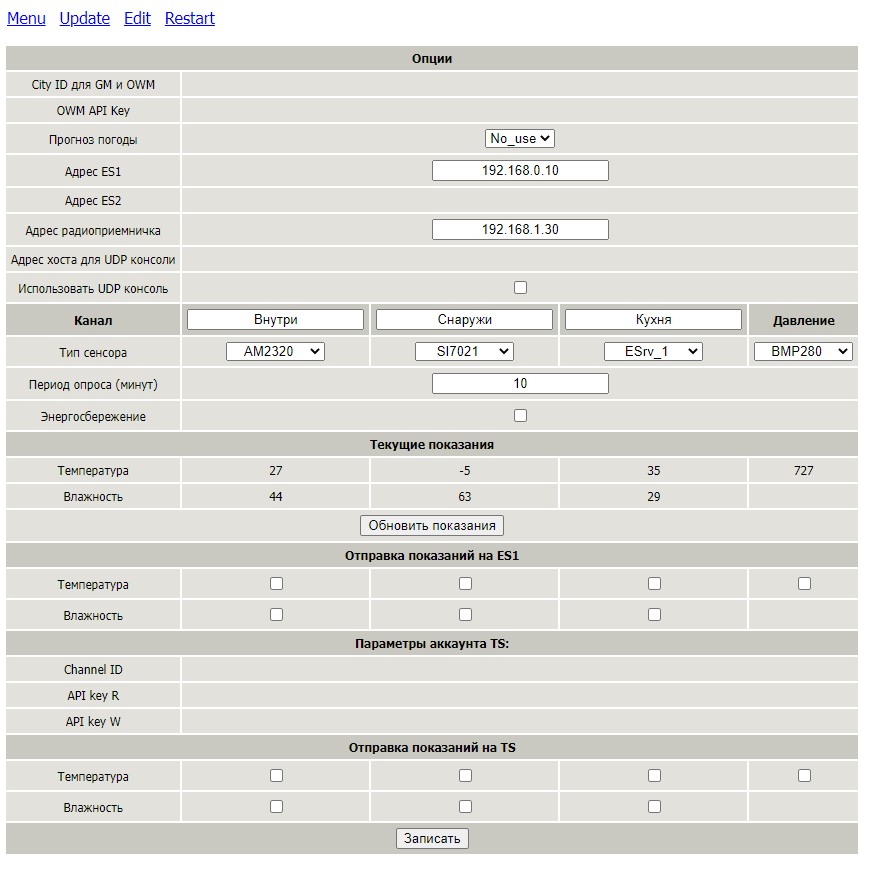 Menu Update Edit Restart
Опции
City ID для GM и OWM
OWM API Key
Прогноз погоды No_use
Адрес ES1 192.168.0.10
Адрес ES2
Адрес радиоприемничка 192.168.1.30
Адрес хоста для UDP консоли
Использовать UDP консоль
Канал Внутри Снаружи Кухня Давление
Тип сенсора AM2320 SI7021 ESrv_1 BMP280
Период опроса (минут) 10
Энергосбережение
Текущие показания
Температура 27 -5 35 727
Влажность 44 63 29
Обновить показания
Отправка показаний на ES1
Температура
Влажность
Параметры аккаунта TS:
Channel ID
API key R
API key W
Отправка показаний на TS
Температура
Влажность
Записать